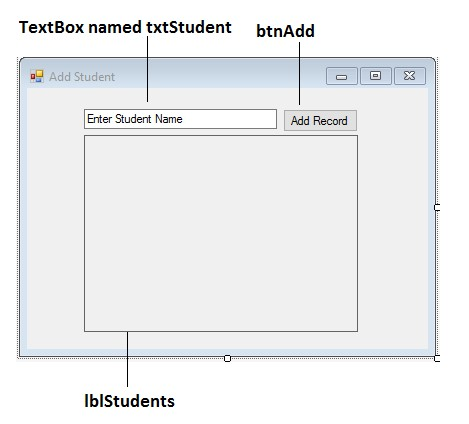 TextBox named txtStudent
btnAdd
Add Student
Enter Student Name
Add Record
lblStudents